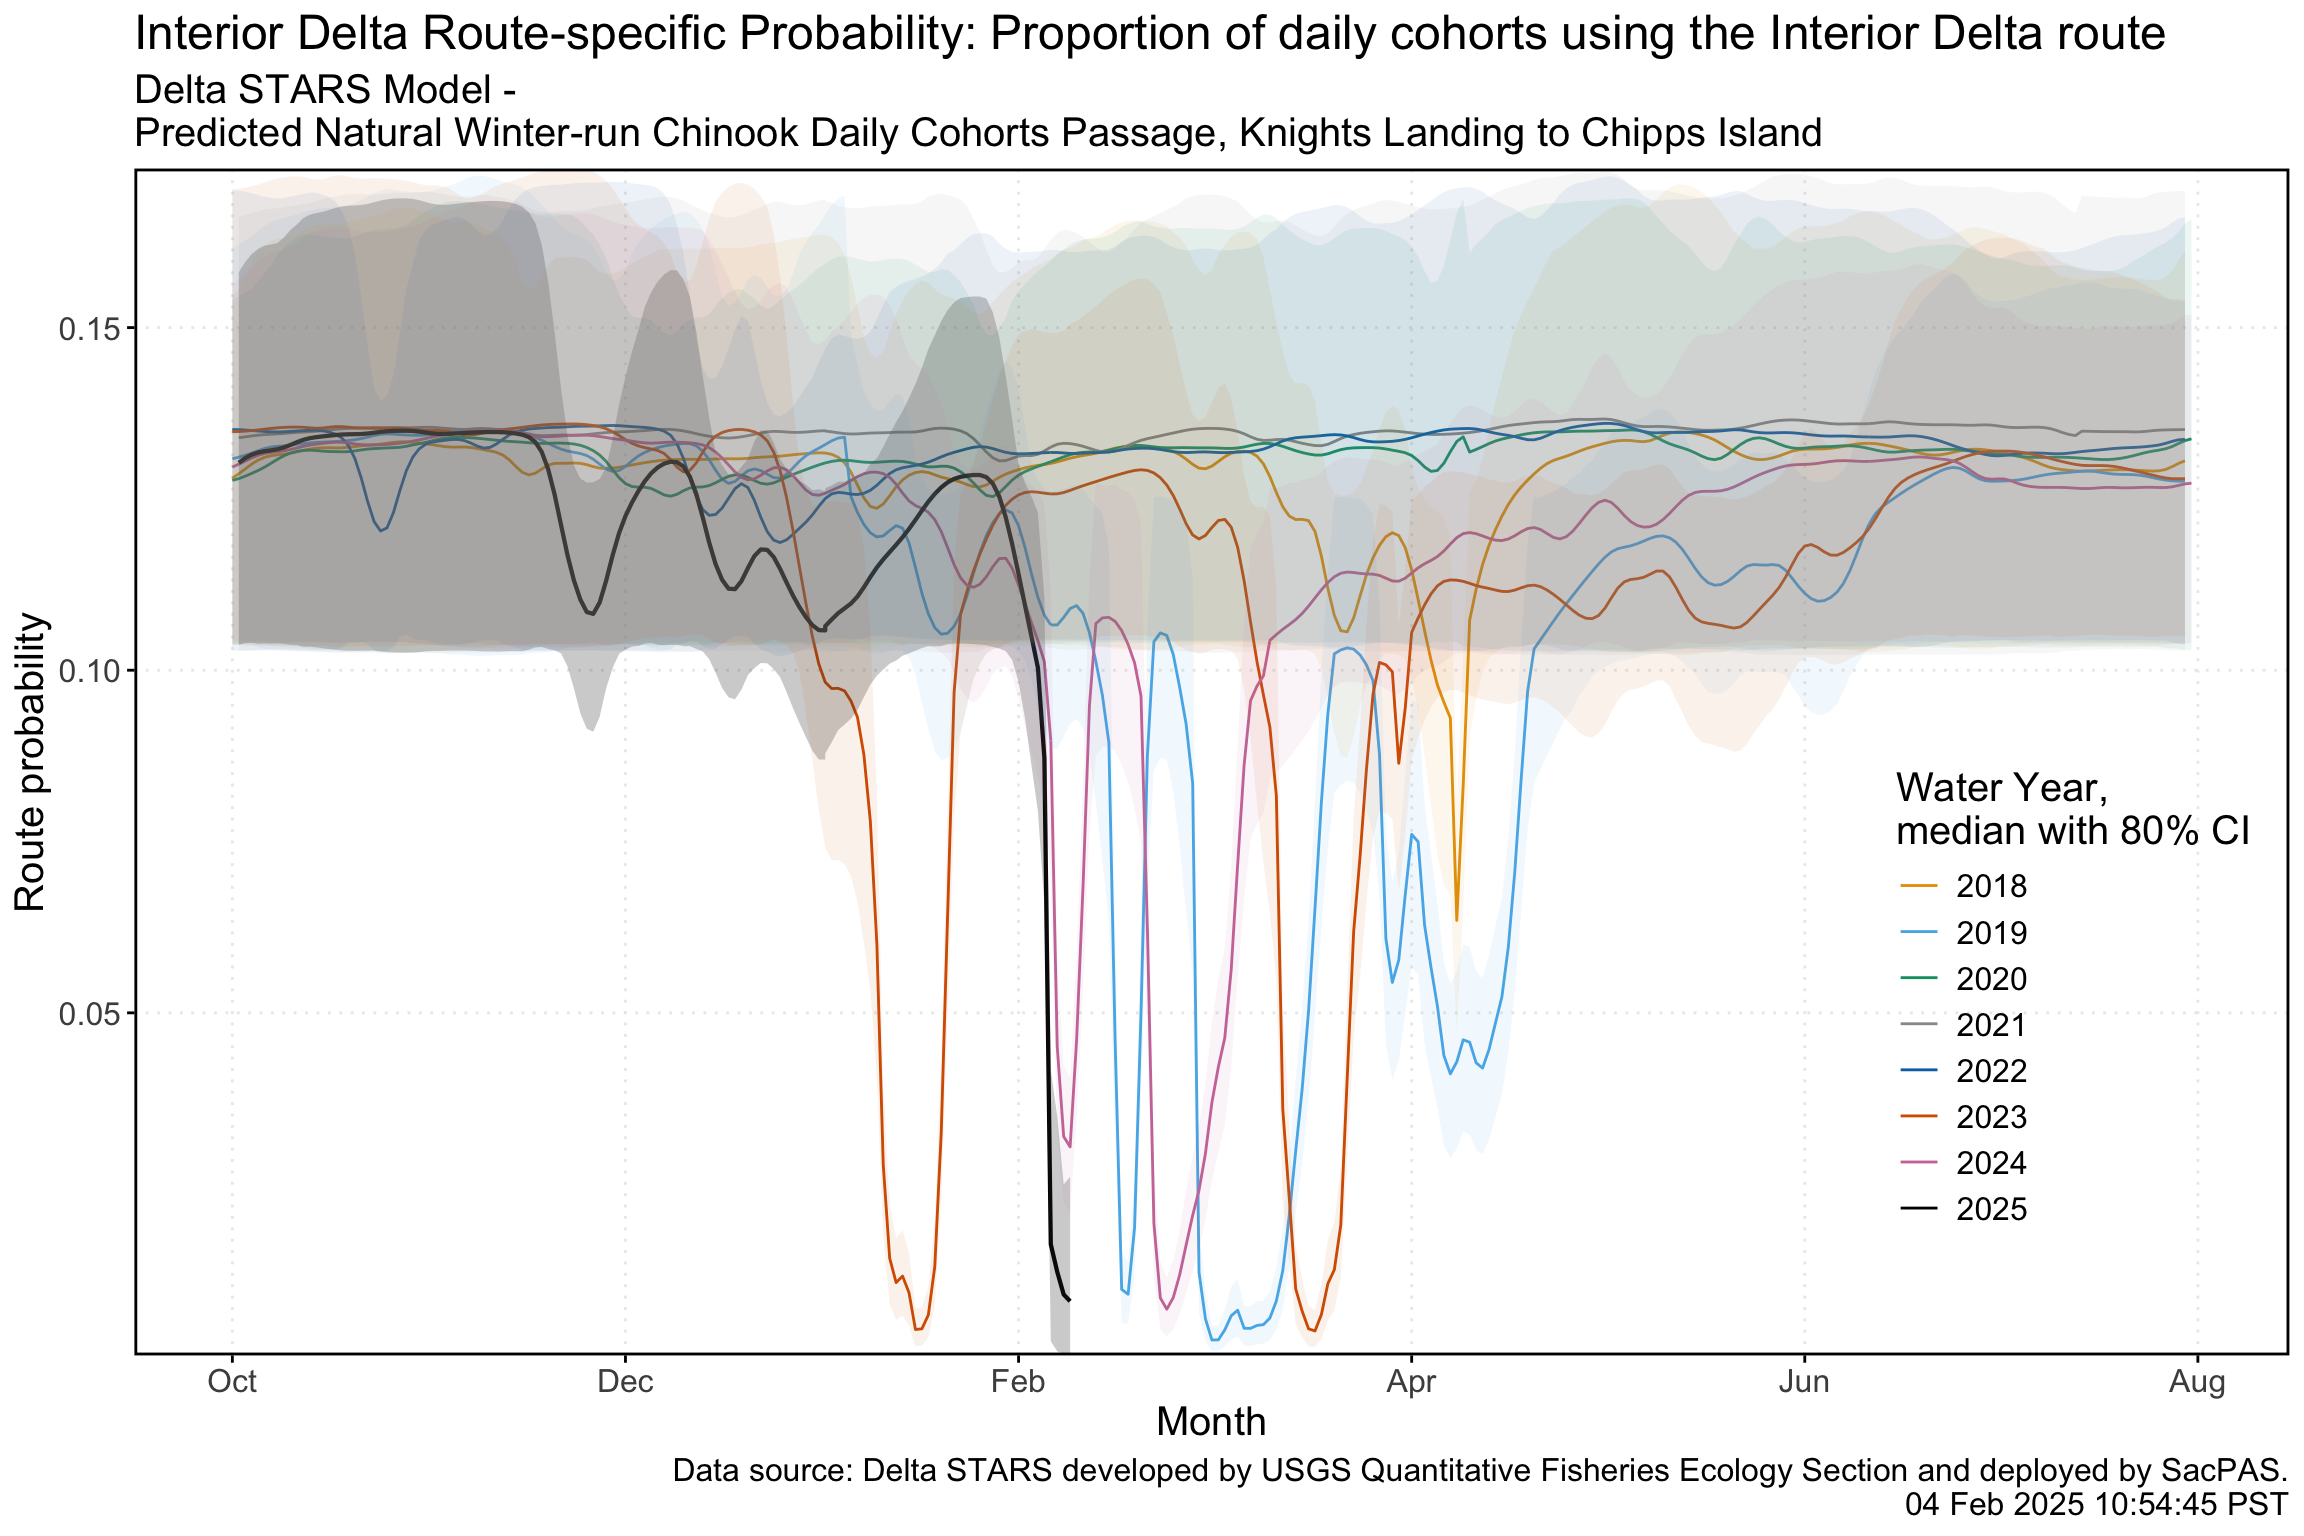 Interior Delta Route-specific Probability: Proportion of daily cohorts using the Interior Delta route
Delta STARS Model -
Predicted Natural Winter-run Chinook Daily Cohorts Passage, Knights Landing to Chipps Island
Route probability
0.15
0.10
0.05
Water Year,
median with 80% CI
2018
2019
2020
2021
2022
2023
2024
2025
Oct
Dec
Feb
Apr
Jun
Aug
Month
Data source: Delta STARS developed by USGS Quantitative Fisheries Ecology Section and deployed by SacPAS.
04 Feb 2025 10:54:45 PST